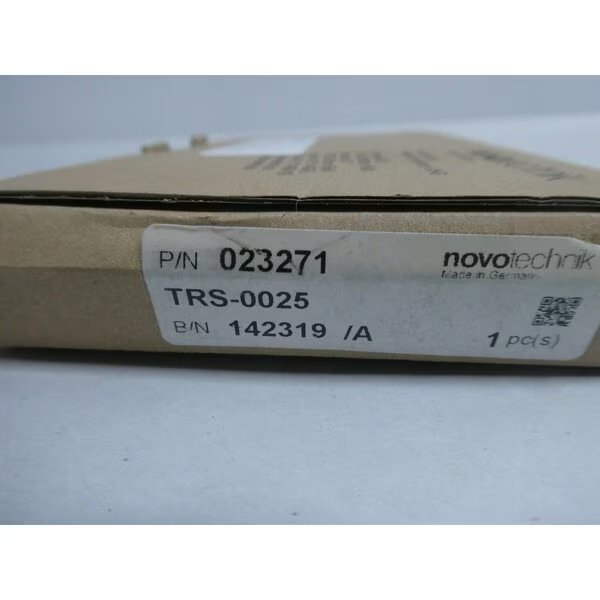 P/N 023271
novotechnik
Made in Germany
TRS-0025
B/N 142319 /A
1 pc(s)